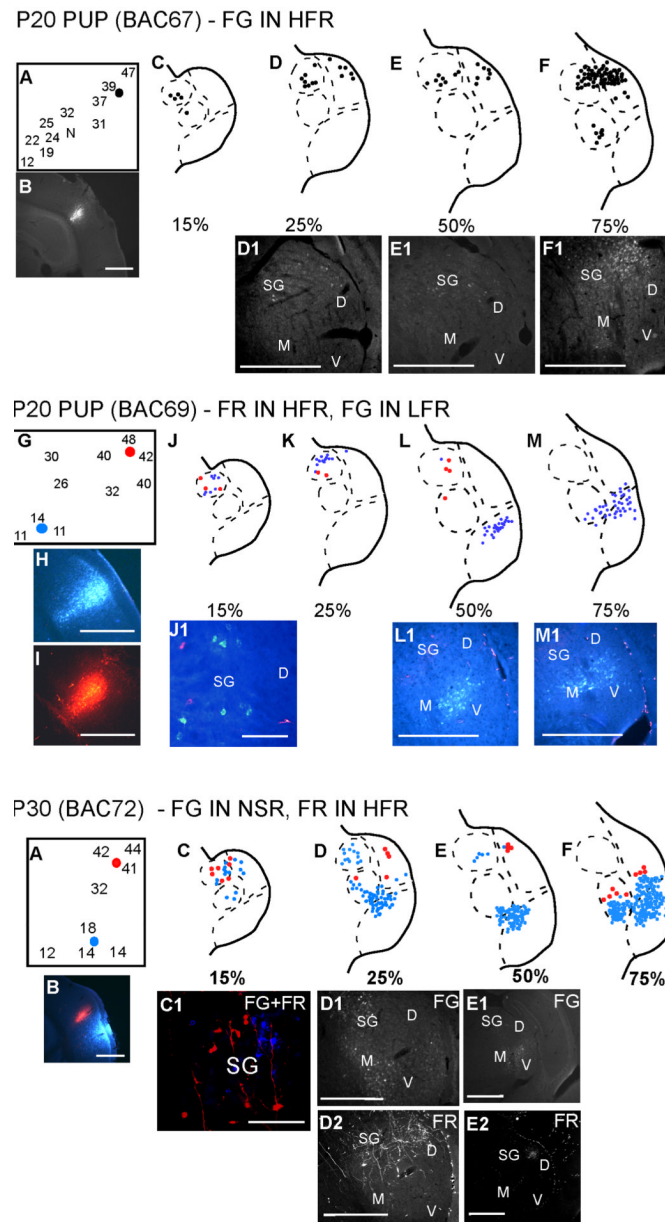 P20 PUP (BAC67) - FG IN HFR
A
47
39
37
32
25
31
22 24 N
19
12
B
C
D
E
F
15%
25%
50%
75%
D1
SG
D
M
V
E1
SG
D
M
V
F1
SG
D
M
V
P20 PUP (BAC69) - FR IN HFR, FG IN LFR
G
48
30
40
42
26
32
40
14
11
11
H
I
J
K
L
M
15%
25%
50%
75%
J1
SG
D
L1
D
SG
M
V
M1
D
SG
M
V
P30 (BAC72) - FG IN NSR, FR IN HFR
A
42 44
41
32
18
12
14
14
B
C
D
E
F
15%
25%
50%
75%
C1
FG+FR
SG
D1
FG
SG
D
M
V
E1
FG
SG
D
M
V
D2
FR
SG
D
M
V
E2
FR
SG
D
M
V